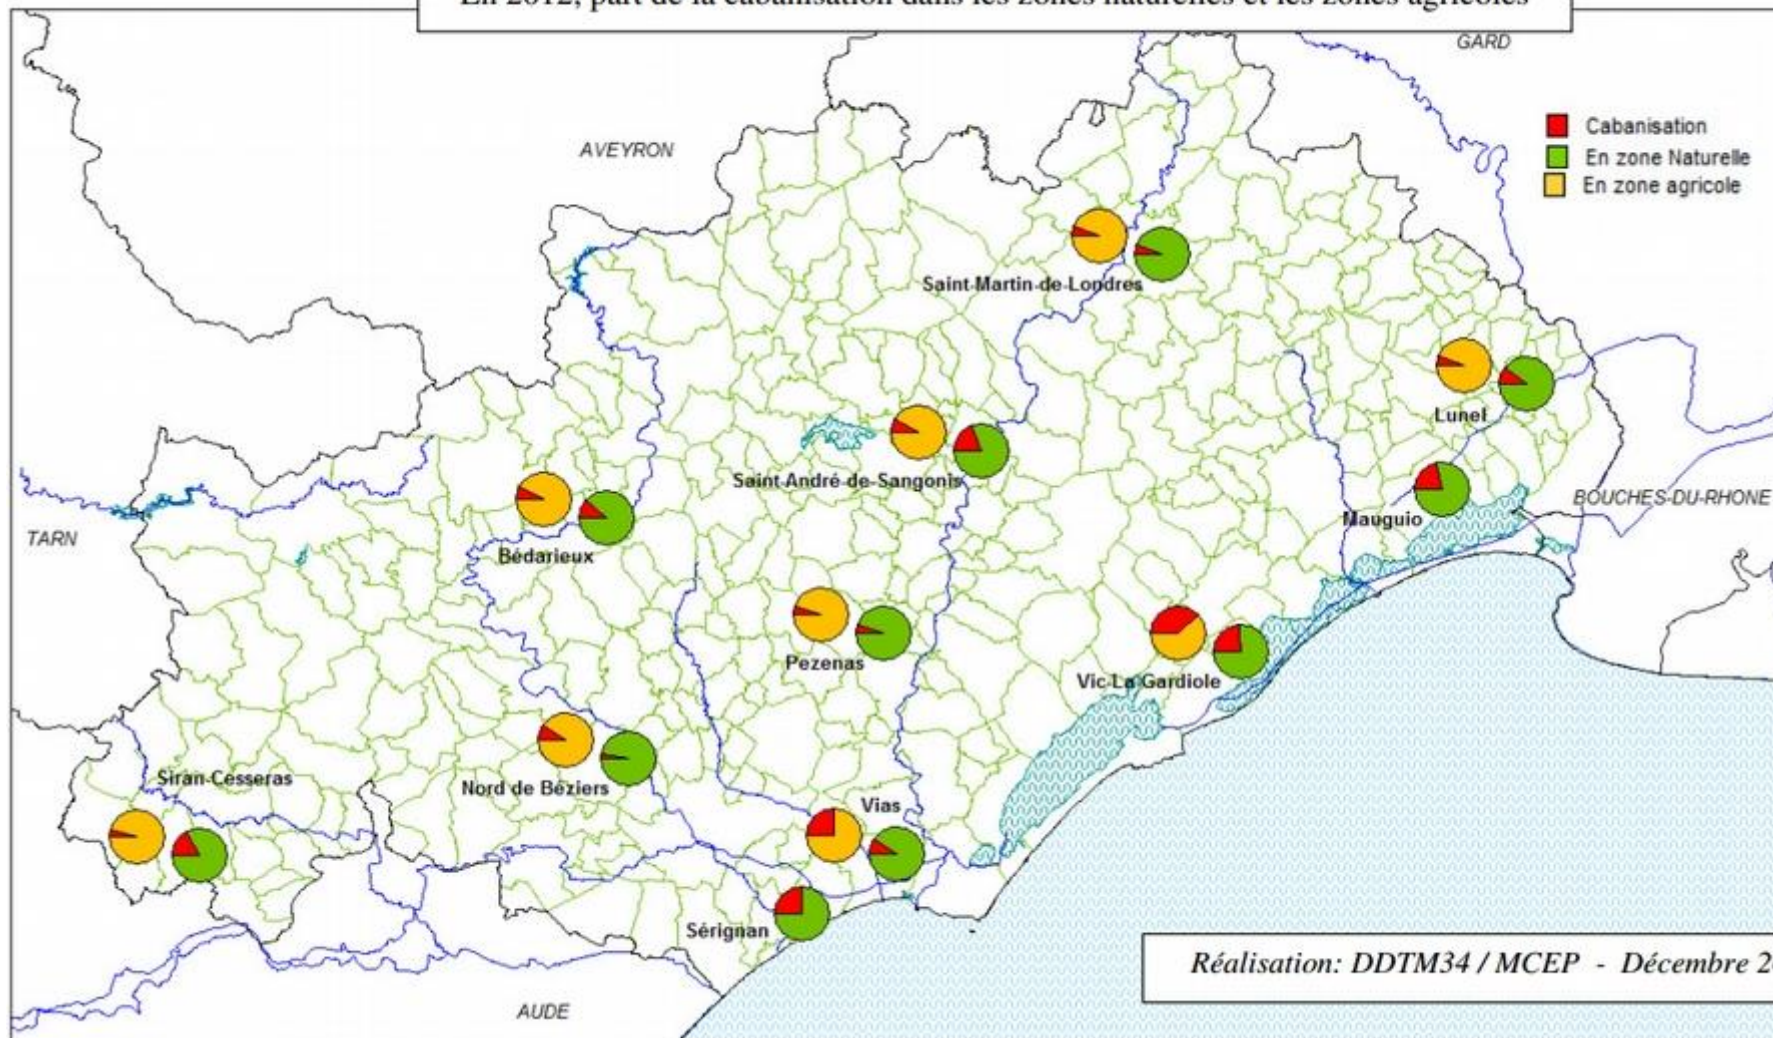 En 2012, part de la cabanisation dans les zones naturelles et les zones agricoles
GARD
Cabanisation
En zone Naturelle
En zone agricole
AVEYRON
Saint-Martin-de-Londres
Lunel
Saint-André-de-Sangonis
Mauguio
BOUCHES-DU-RHONE
TARN
Bédarieux
Pezenas
Vic-La Gardiole
Siran-Cesseras
Nord de Béziers
Vias
Sérignan
AUDE
Réalisation: DDTM34 / MCEP - Décembre